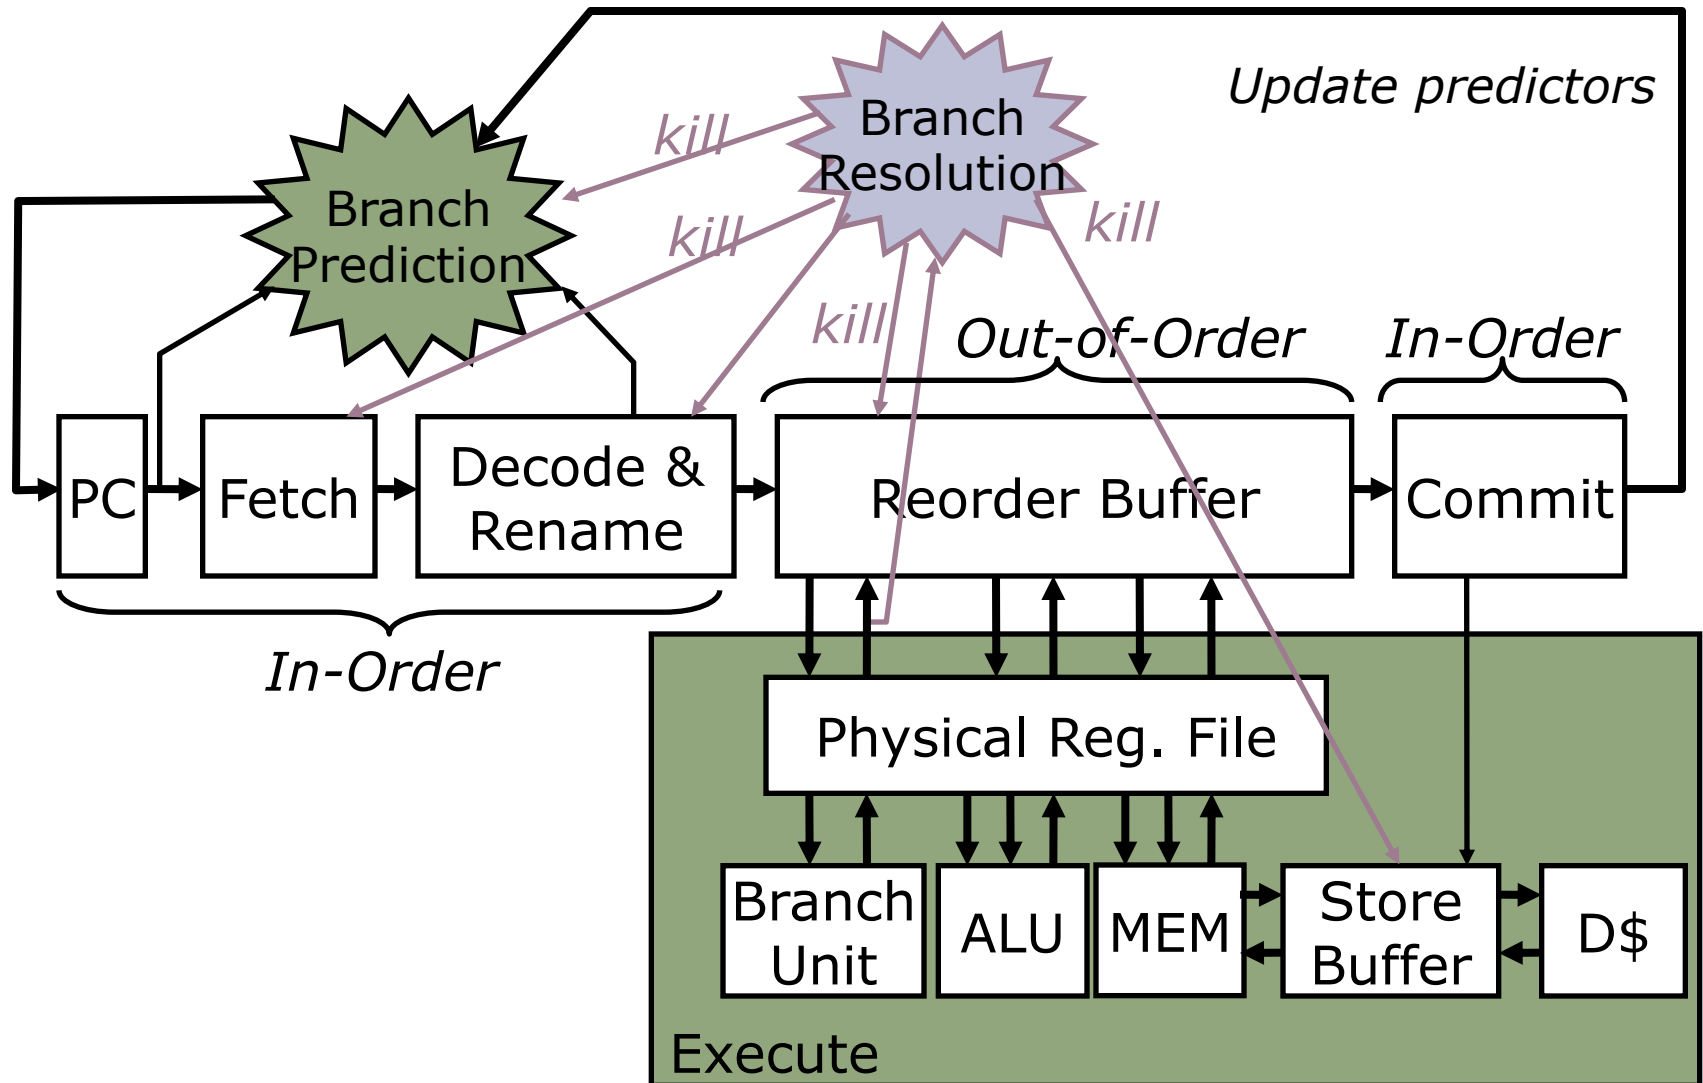 Update predictors
Branch
Resolution
kill
Branch
Prediction
kill
kill
kill
Out-of-Order
In-Order
PC
Fetch
Decode &
Rename
Reorder Buffer
Commit
In-Order
Physical Reg. File
Branch
Unit
ALU
MEM
Store
Buffer
D$
Execute